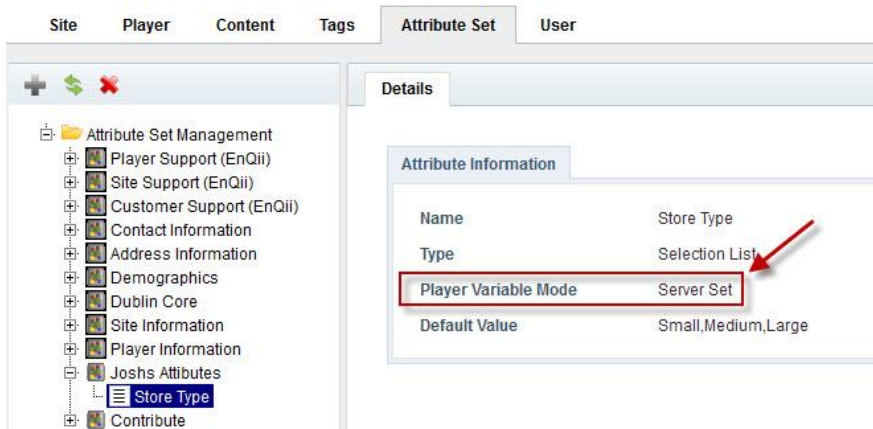 Site Player Content Tags Attribute Set User
Details
Attribute Set Management
Player Support (EnQii)
Site Support (EnQii)
Customer Support (EnQii)
Contact Information
Address Information
Demographics
Dublin Core
Site Information
Player Information
Joshs Attibutes
Store Type
Contribute
Attribute Information
Name Store Type
Type Selection List
Player Variable Mode Server Set
Default Value Small,Medium,Large